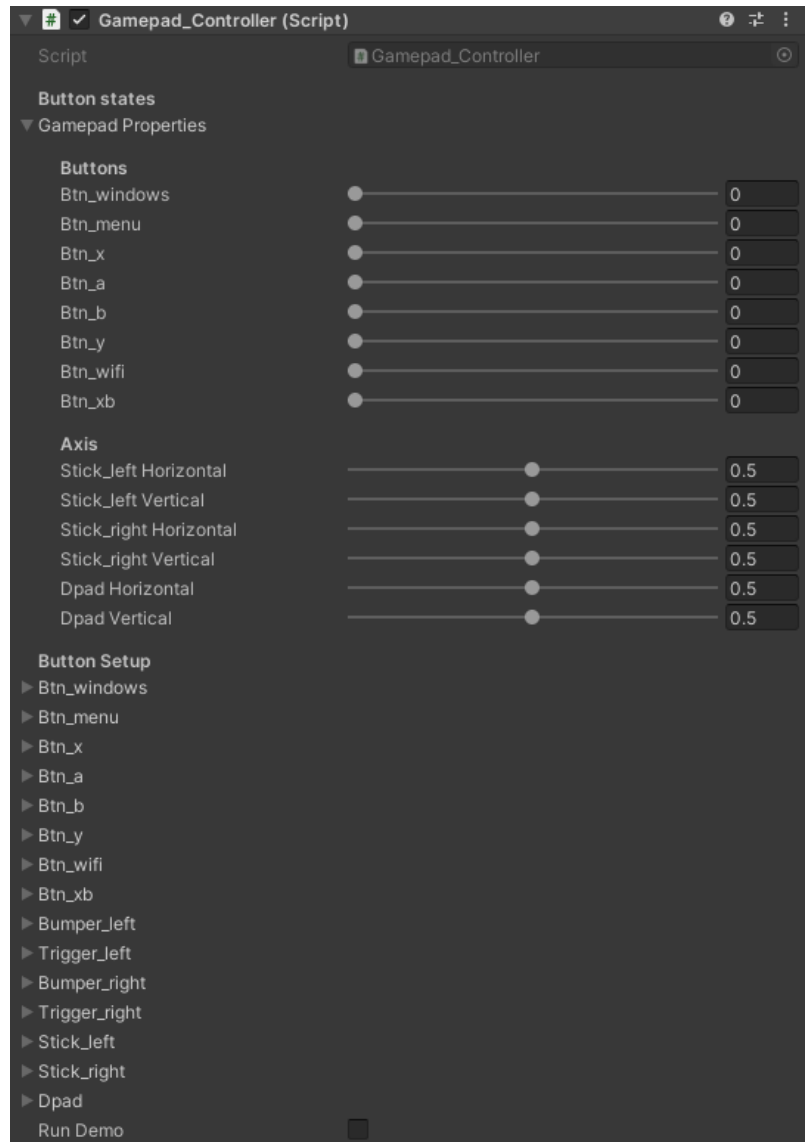 Gamepad_Controller (Script)
Script Gamepad_Controller
Button states
Gamepad Properties
Buttons
Btn_windows 0
Btn_menu 0
Btn_x 0
Btn_a 0
Btn_b 0
Btn_y 0
Btn_wifi 0
Btn_xb 0
Axis
Stick_left Horizontal 0.5
Stick_left Vertical 0.5
Stick_right Horizontal 0.5
Stick_right Vertical 0.5
Dpad Horizontal 0.5
Dpad Vertical 0.5
Button Setup
Btn_windows
Btn_menu
Btn_x
Btn_a
Btn_b
Btn_y
Btn_wifi
Btn_xb
Bumper_left
Trigger_left
Bumper_right
Trigger_right
Stick_left
Stick_right
Dpad
Run Demo